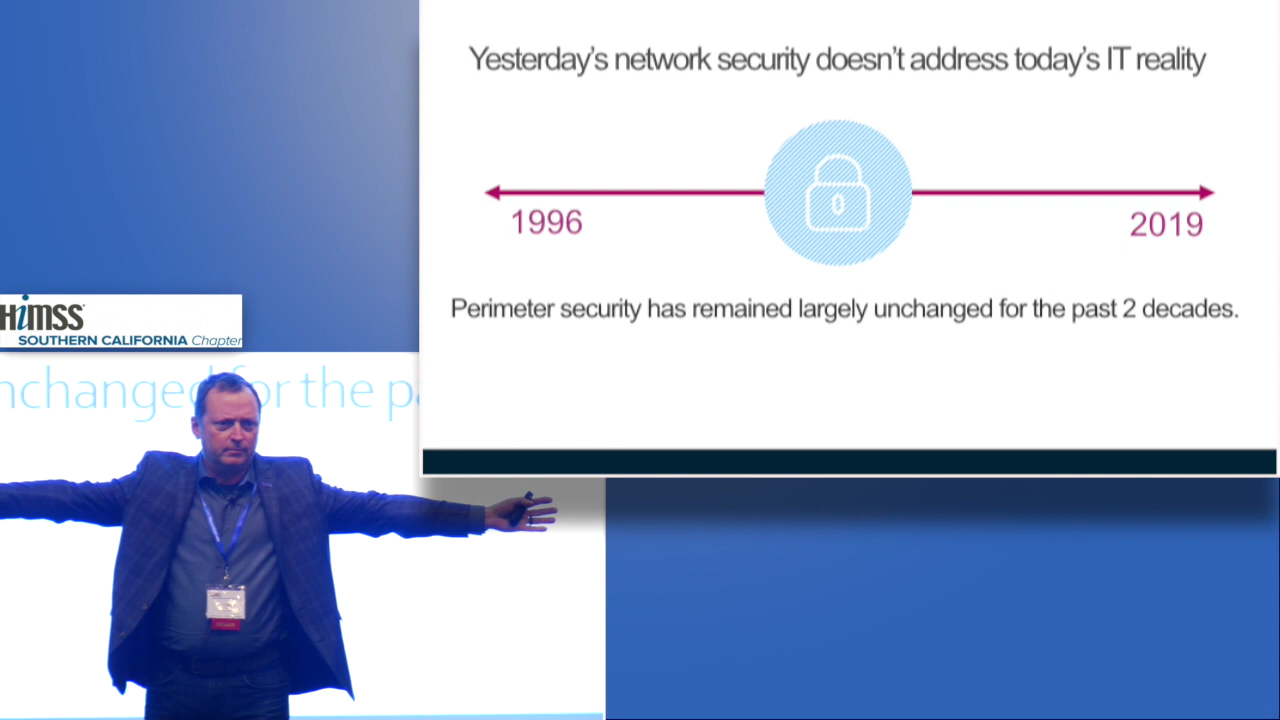 Yesterday's network security doesn't address today's IT reality
1996
2019
Perimeter security has remained largely unchanged for the past 2 decades.
HiMSS
SOUTHERN CALIFORNIA Chapter
nchanged for the pa